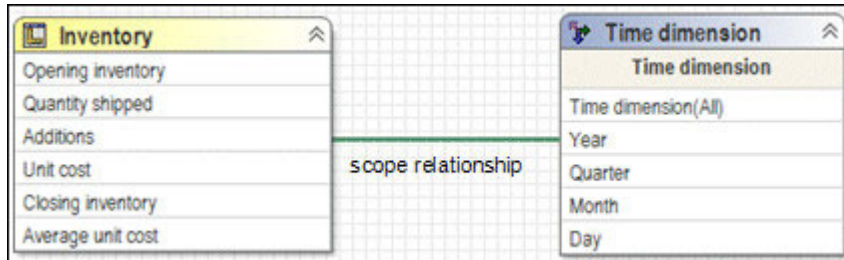 Inventory
Opening inventory
Quantity shipped
Additions
Unit cost
Closing inventory
Average unit cost
scope relationship
Time dimension
Time dimension
Time dimension(All)
Year
Quarter
Month
Day